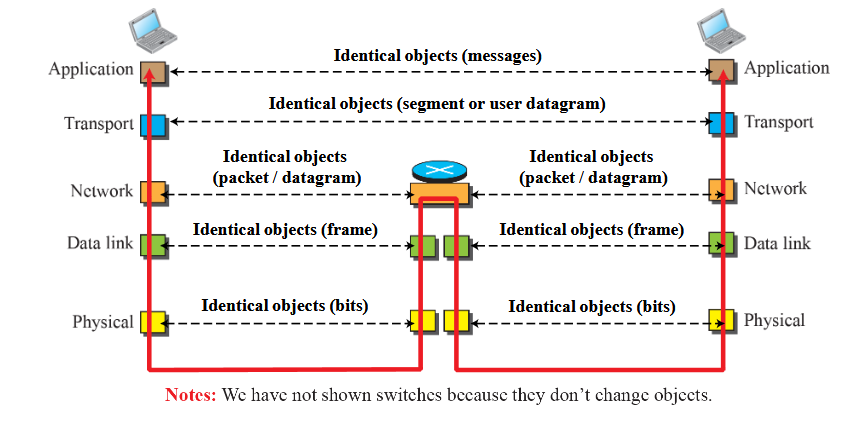 Identical objects (messages)
Application
Application
Identical objects (segment or user datagram)
Transport
Transport
Identical objects
(packet / datagram)
Identical objects
(packet / datagram)
Network
Network
Identical objects (frame)
Identical objects (frame)
Data link
Data link
Identical objects (bits)
Identical objects (bits)
Physical
Physical
Notes: We have not shown switches because they don't change objects.